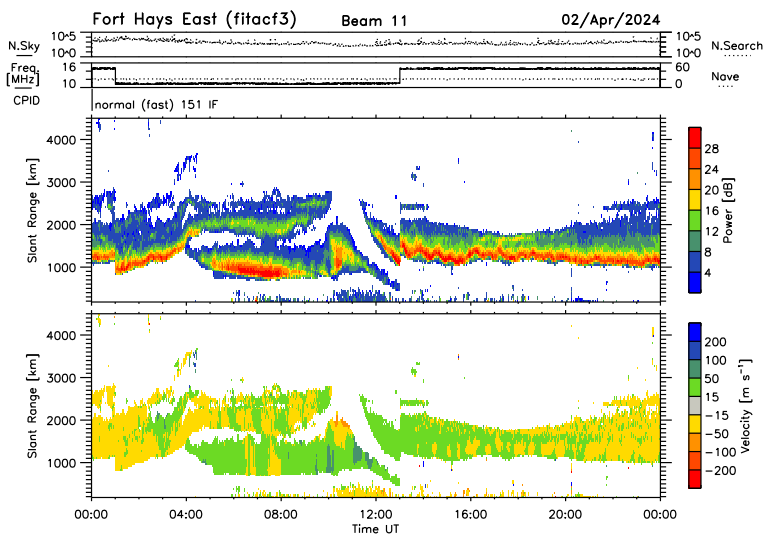 Fort Hays East (fitacf3)
Beam 11
02/Apr/2024
N.Sky
10+5
10+0
10+5
10+0
N.Search
Freq.
[MHz]
16
10
60
0
Nave
CPID
normal (fast) 151 IF
Slant Range [km]
4000
3000
2000
1000
28
24
20
16
12
8
4
Power [dB]
Slant Range [km]
4000
3000
2000
1000
200
100
50
15
−15
−50
−100
−200
Velocity [m s⁻¹]
00:00 04:00 08:00 12:00 16:00 20:00 00:00
Time UT